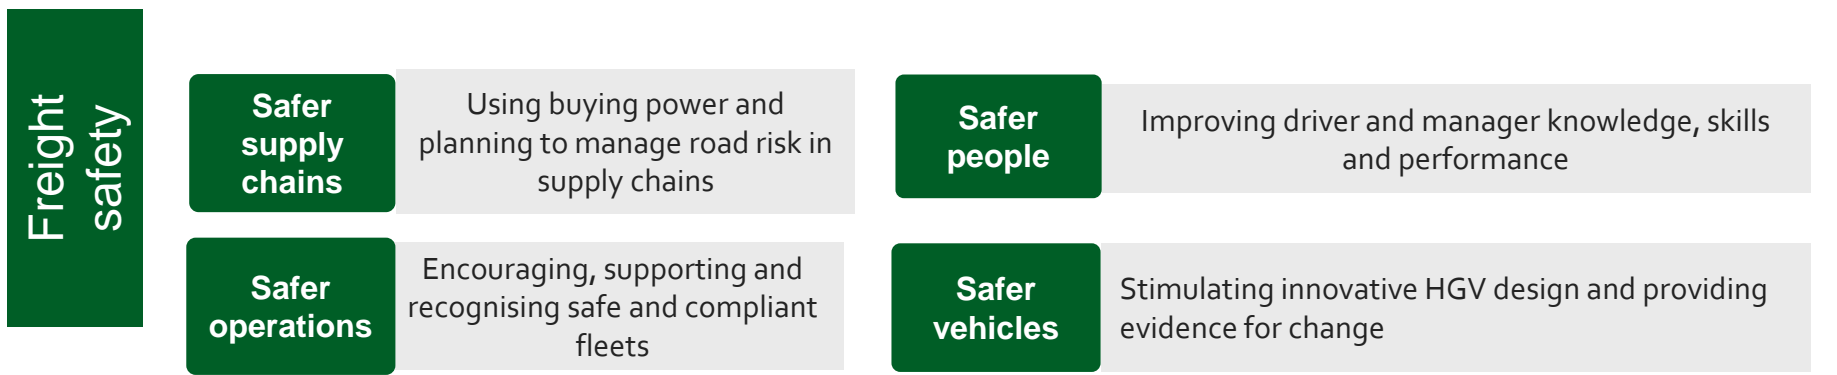 Freight
safety
Safer
supply
chains
Using buying power and
planning to manage road risk in
supply chains
Safer
people
Improving driver and manager knowledge, skills
and performance
Safer
operations
Encouraging, supporting and
recognising safe and compliant
fleets
Safer
vehicles
Stimulating innovative HGV design and providing
evidence for change